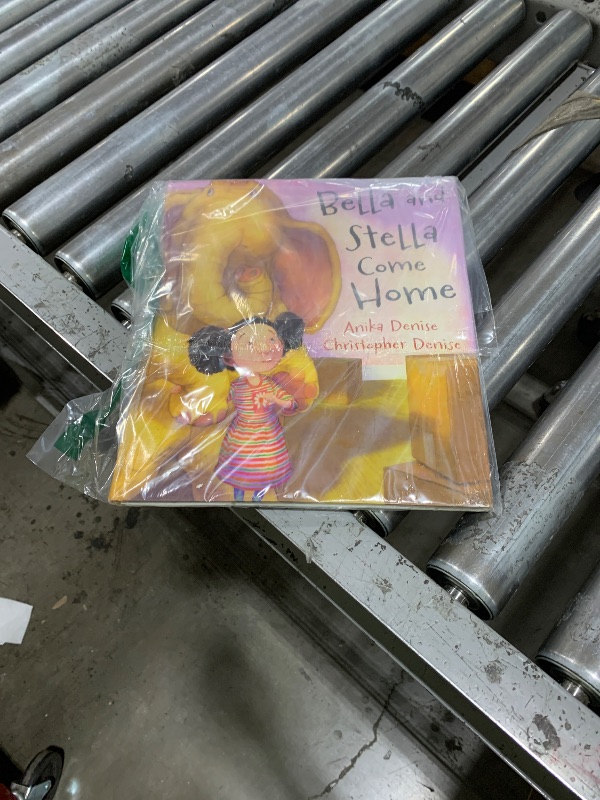 Bella and
Stella
Come
Home
Anika Denise
Christopher Denise